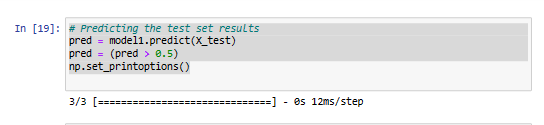 In [19]: # Predicting the test set results
pred = model1.predict(X_test)
pred = (pred > 0.5)
np.set_printoptions()
3/3 [==============================] - 0s 12ms/step